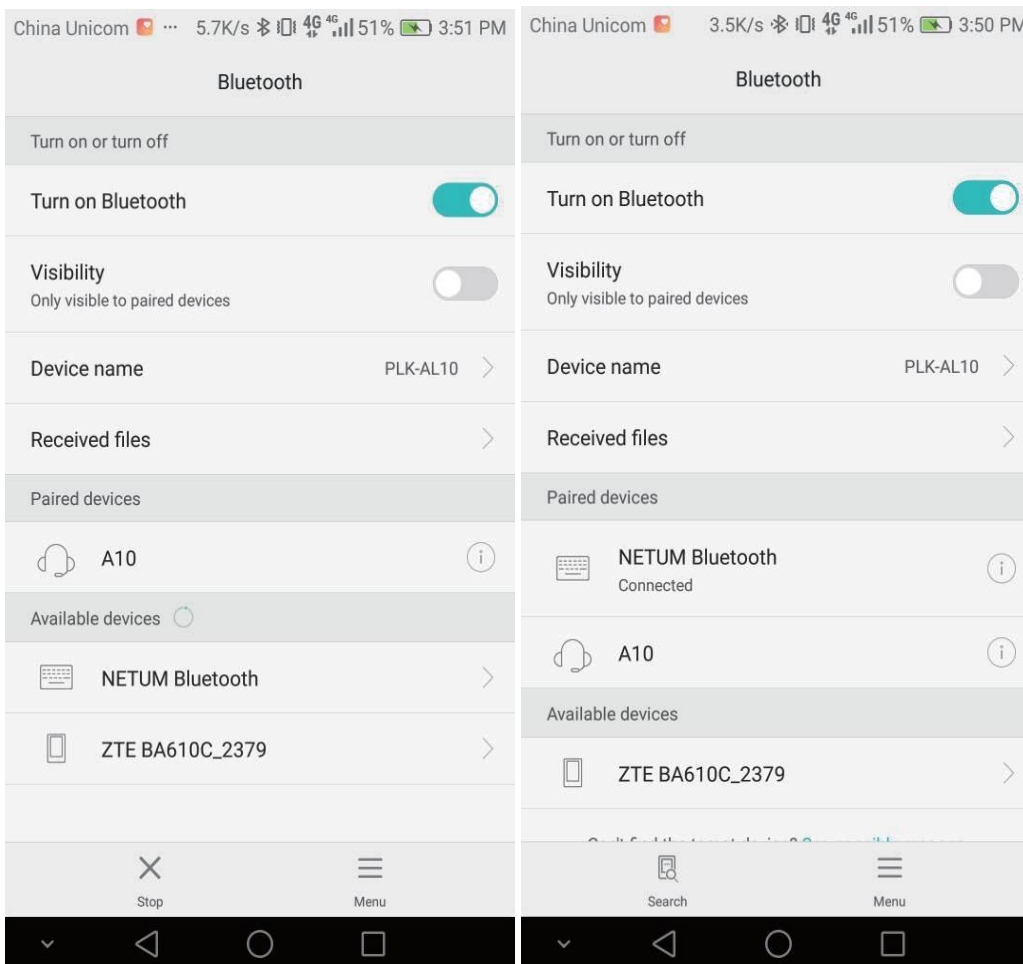 China Unicom ... 5.7K/s 4G 4G 51% 3:51 PM
Bluetooth
Turn on or turn off
Turn on Bluetooth
Visibility
Only visible to paired devices
Device name PLK-AL10
Received files
Paired devices
A10
Available devices
NETUM Bluetooth
ZTE BA610C_2379
Stop Menu
China Unicom 3.5K/s 4G 4G 51% 3:50 PM
Bluetooth
Turn on or turn off
Turn on Bluetooth
Visibility
Only visible to paired devices
Device name PLK-AL10
Received files
Paired devices
NETUM Bluetooth
Connected
A10
Available devices
ZTE BA610C_2379
Search Menu